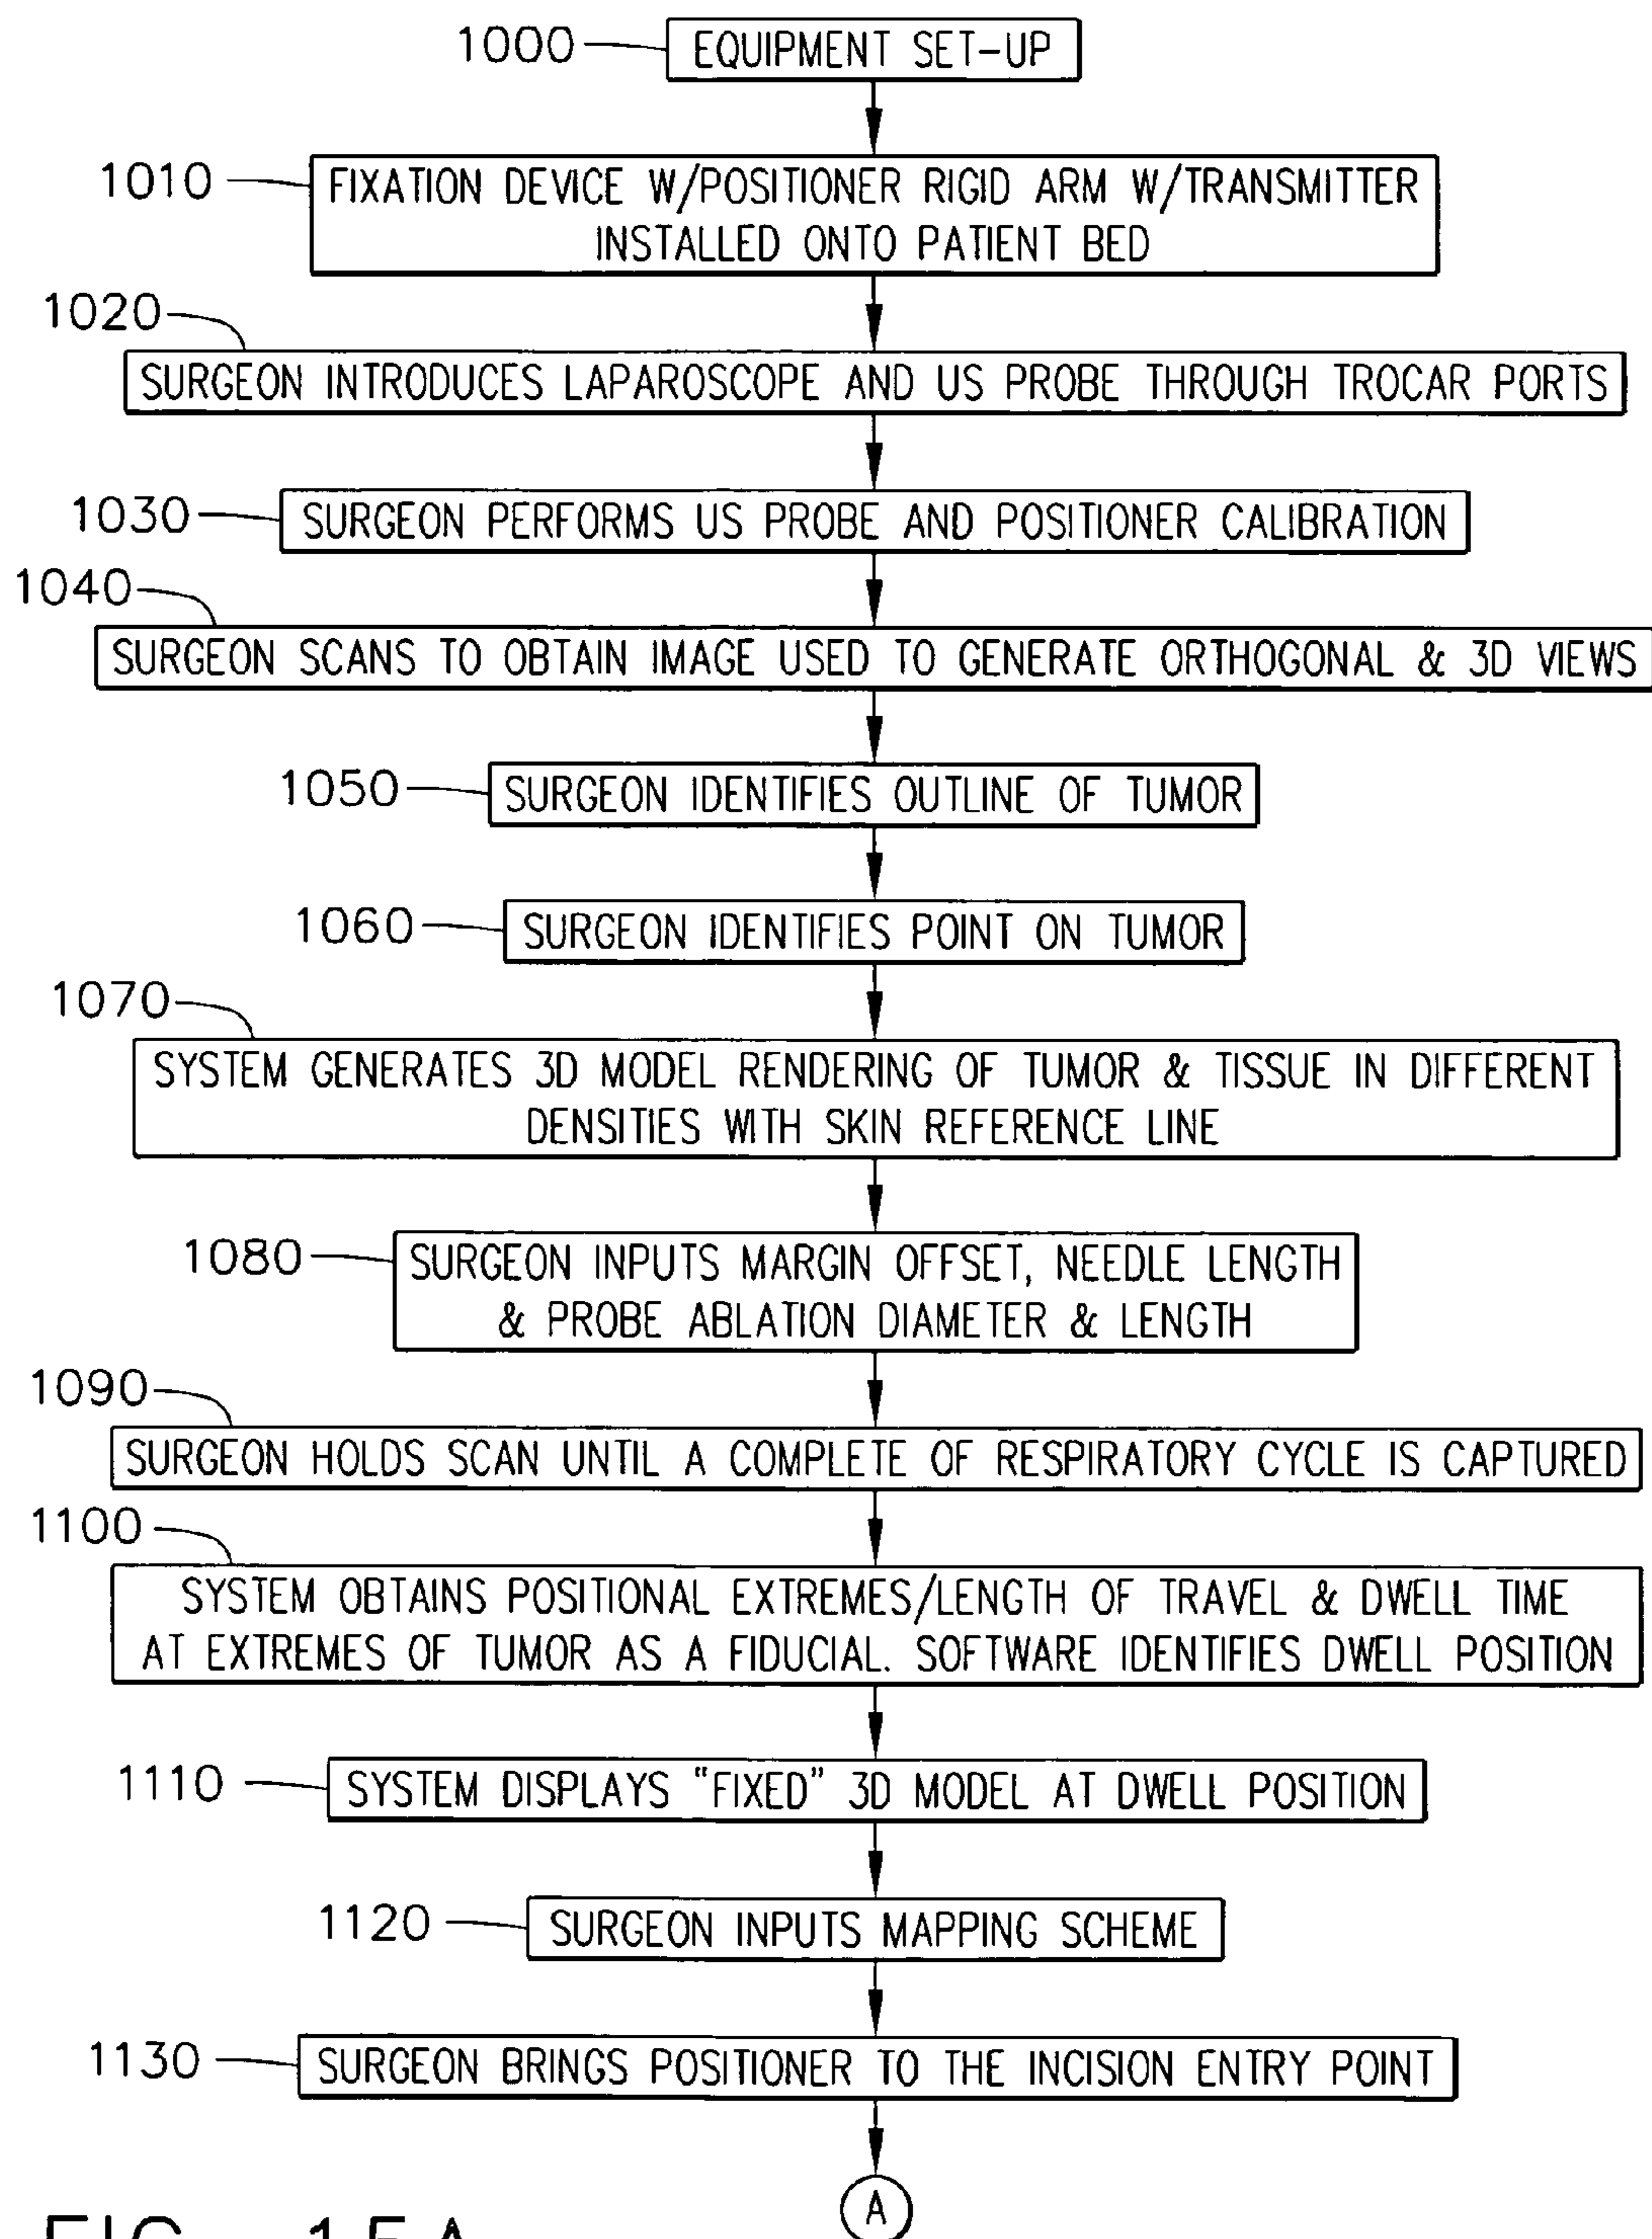 1000
EQUIPMENT SET-UP
1010
FIXATION DEVICE W/POSITIONER RIGID ARM W/TRANSMITTER
INSTALLED ONTO PATIENT BED
1020
SURGEON INTRODUCES LAPAROSCOPE AND US PROBE THROUGH TROCAR PORTS
1030
SURGEON PERFORMS US PROBE AND POSITIONER CALIBRATION
1040
SURGEON SCANS TO OBTAIN IMAGE USED TO GENERATE ORTHOGONAL & 3D VIEWS
1050
SURGEON IDENTIFIES OUTLINE OF TUMOR
1060
SURGEON IDENTIFIES POINT ON TUMOR
1070
SYSTEM GENERATES 3D MODEL RENDERING OF TUMOR & TISSUE IN DIFFERENT
DENSITIES WITH SKIN REFERENCE LINE
1080
SURGEON INPUTS MARGIN OFFSET, NEEDLE LENGTH
& PROBE ABLATION DIAMETER & LENGTH
1090
SURGEON HOLDS SCAN UNTIL A COMPLETE OF RESPIRATORY CYCLE IS CAPTURED
1100
SYSTEM OBTAINS POSITIONAL EXTREMES/LENGTH OF TRAVEL & DWELL TIME
AT EXTREMES OF TUMOR AS A FIDUCIAL. SOFTWARE IDENTIFIES DWELL POSITION
1110
SYSTEM DISPLAYS "FIXED" 3D MODEL AT DWELL POSITION
1120
SURGEON INPUTS MAPPING SCHEME
1130
SURGEON BRINGS POSITIONER TO THE INCISION ENTRY POINT
A
FIG. 15A